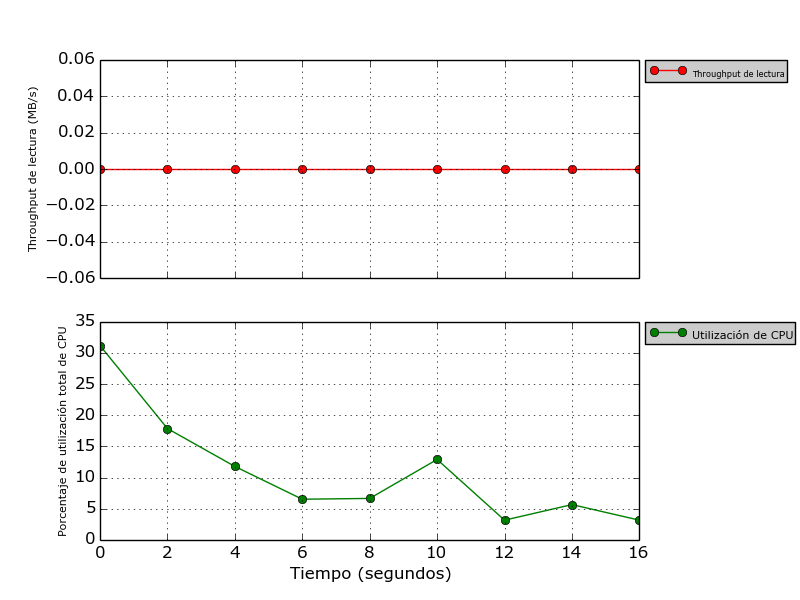 0.06
0.04
0.02
0.00
−0.02
−0.04
−0.06
Throughput de lectura (MB/s)
Throughput de lectura
35
30
25
20
15
10
5
0
Porcentaje de utilización total de CPU
Utilización de CPU
0 2 4 6 8 10 12 14 16
Tiempo (segundos)